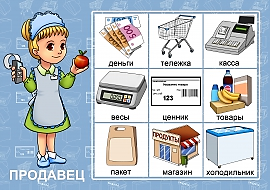 деньги
тележка
касса
весы
123
ценник
товары
ПРОДУКТЫ
пакет
магазин
холодильник
ПРОДАВЕЦ